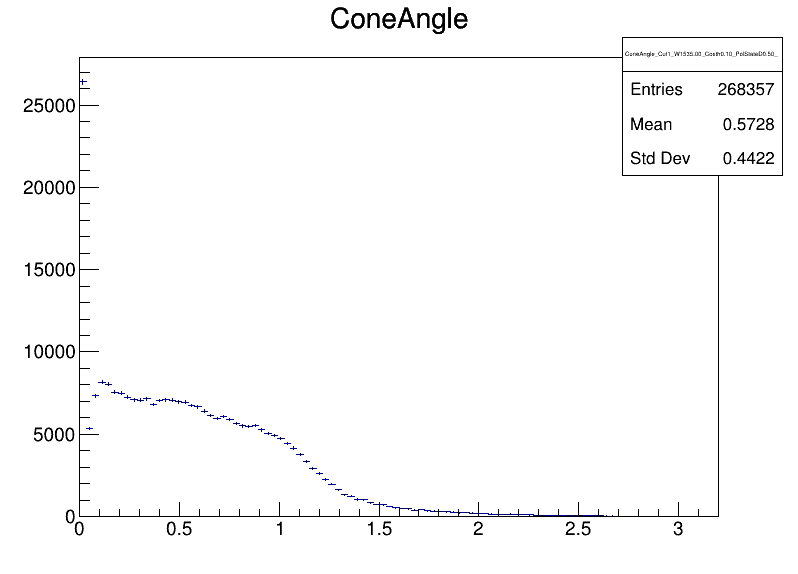 ConeAngle
ConeAngle_Cut1_W1535.00_Costh0.10_PolStateD0.50_
Entries 268357
Mean 0.5728
Std Dev 0.4422
25000
20000
15000
10000
5000
0
0 0.5 1 1.5 2 2.5 3